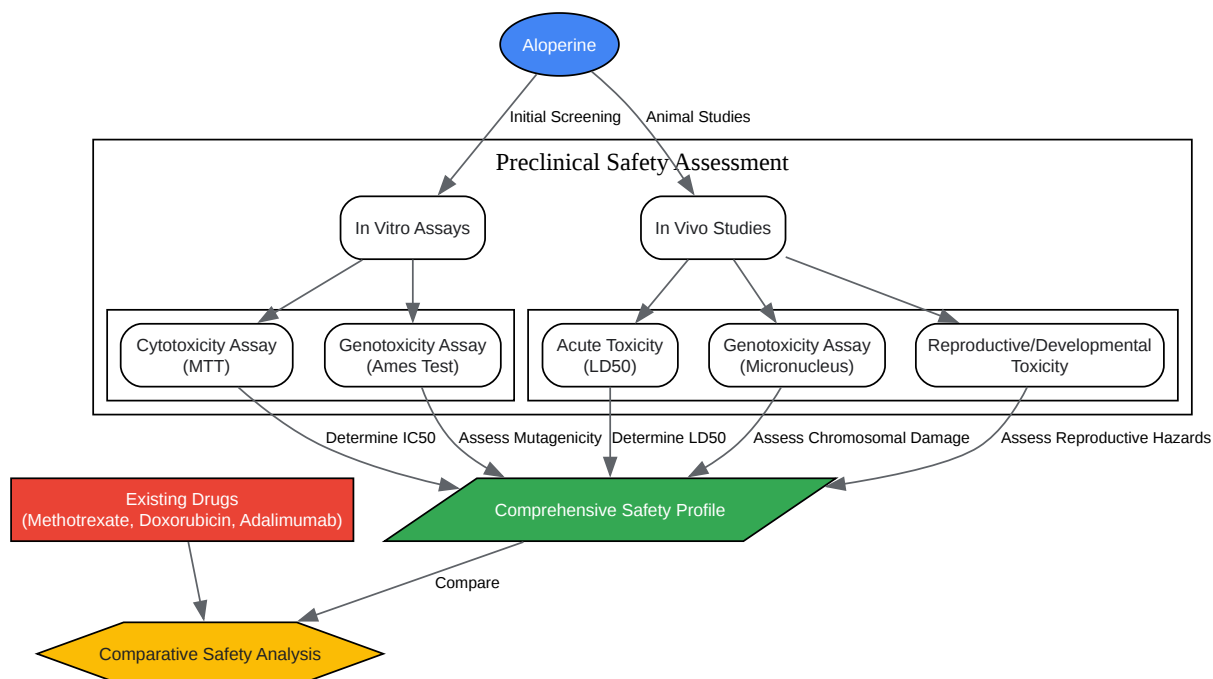 Aloperine
Initial Screening
Animal Studies
Preclinical Safety Assessment
In Vitro Assays
In Vivo Studies
Cytotoxicity Assay
(MTT)
Genotoxicity Assay
(Ames Test)
Acute Toxicity
(LD50)
Genotoxicity Assay
(Micronucleus)
Reproductive/Developmental
Toxicity
Determine IC50
Assess Mutagenicity
Determine LD50
Assess Chromosomal Damage
Assess Reproductive Hazards
Existing Drugs
(Methotrexate, Doxorubicin, Adalimumab)
Comprehensive Safety Profile
Compare
Comparative Safety Analysis